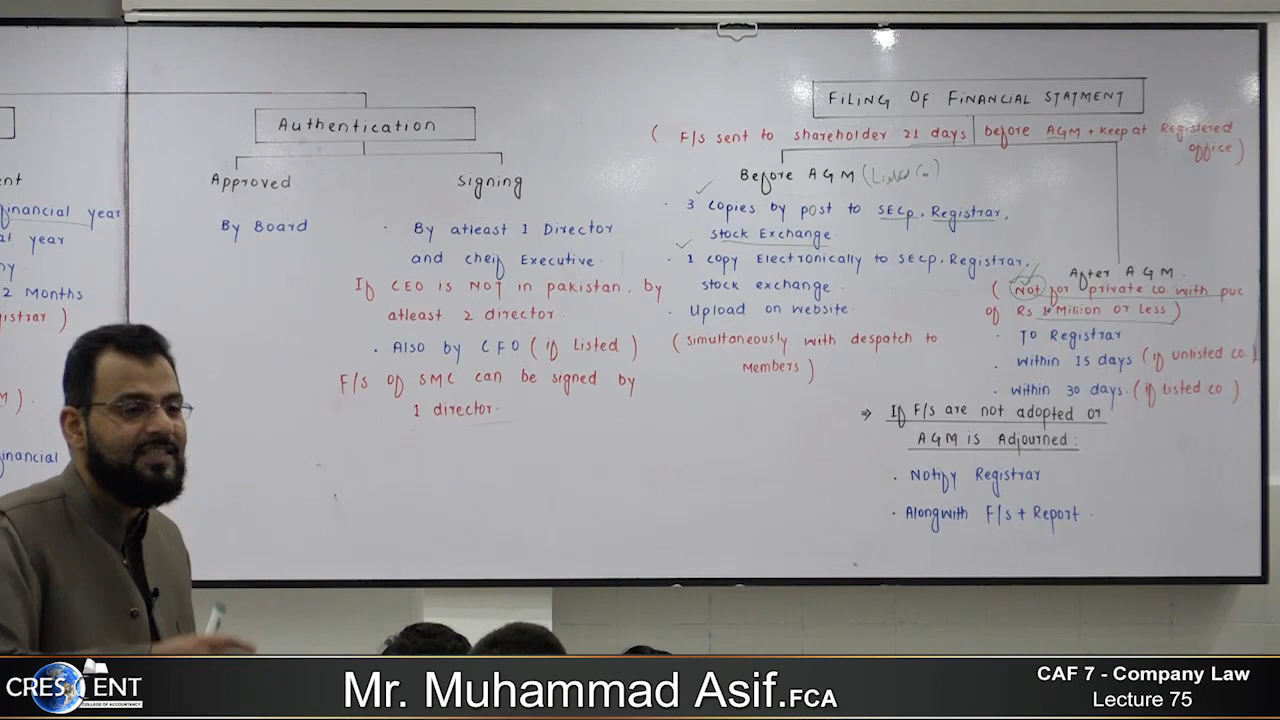 ent
financial year
al year
ny
2 Months
gistrar )
M ).
financial
Authentication
Approved
Signing
By Board
· By atleast 1 Director
and cheif Executive.
If CEO is NOT in pakistan, by
atleast 2 director.
· Also by CFO ( if Listed )
F/s of SMC can be signed by
1 director.
FILING OF FINANCIAL STATMENT
( F/s sent to shareholder 21 days before AGM + keep at Registered
office )
Before AGM (Listed Co)
· 3 copies by post to SECP, Registrar,
stock Exchange
· 1 copy Electronically to SECP, Registrar,
stock exchange.
· Upload on website.
(simultaneously with despatch to
Members )
After AGM.
( Not for private co. with puc
of Rs Million or Less )
· To Registrar
· within 15 days ( if unlisted co.)
· within 30 days. ( if Listed co.)
⇒ If F/s are not adopted or
AGM is Adjourned:
· Notify Registrar
· Alongwith F/s + Report.
CRESCENT
COLLEGE OF ACCOUNTANCY
Mr. Muhammad Asif.FCA
CAF 7 - Company Law
Lecture 75